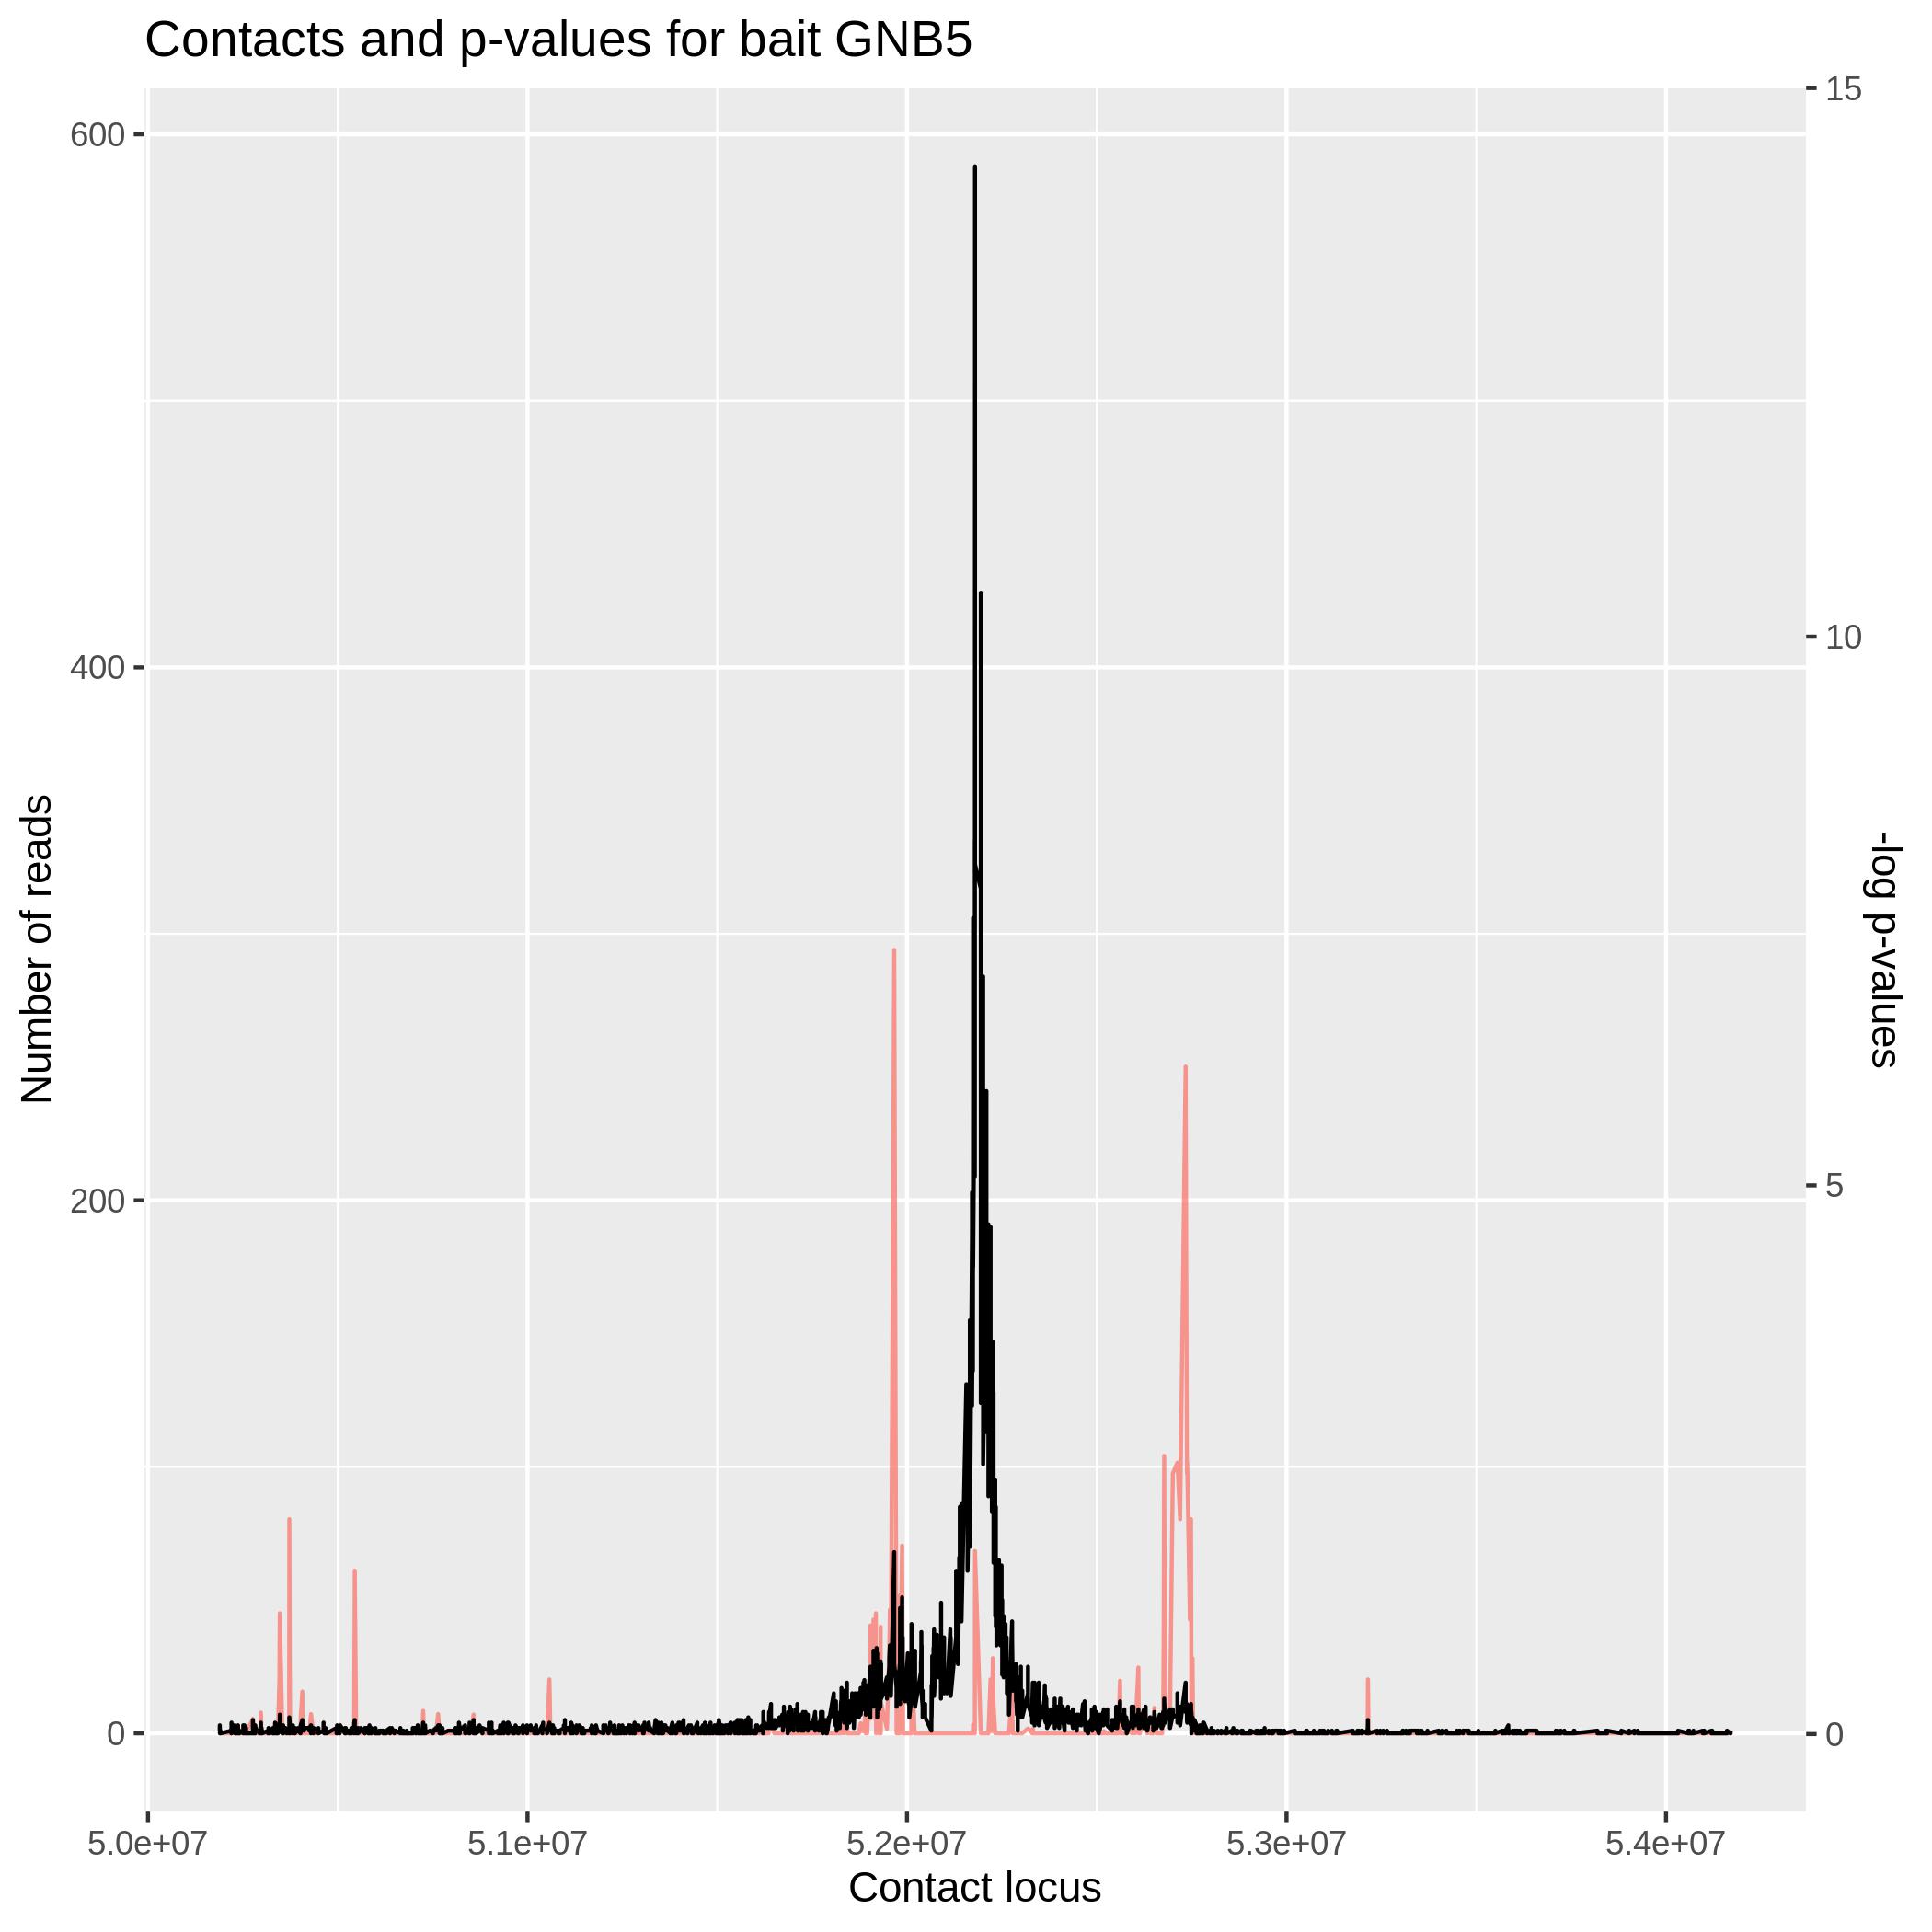 Contacts and p-values for bait GNB5
600
400
200
0
Number of reads
15
10
5
0
-log p-values
5.0e+07
5.1e+07
5.2e+07
5.3e+07
5.4e+07
Contact locus